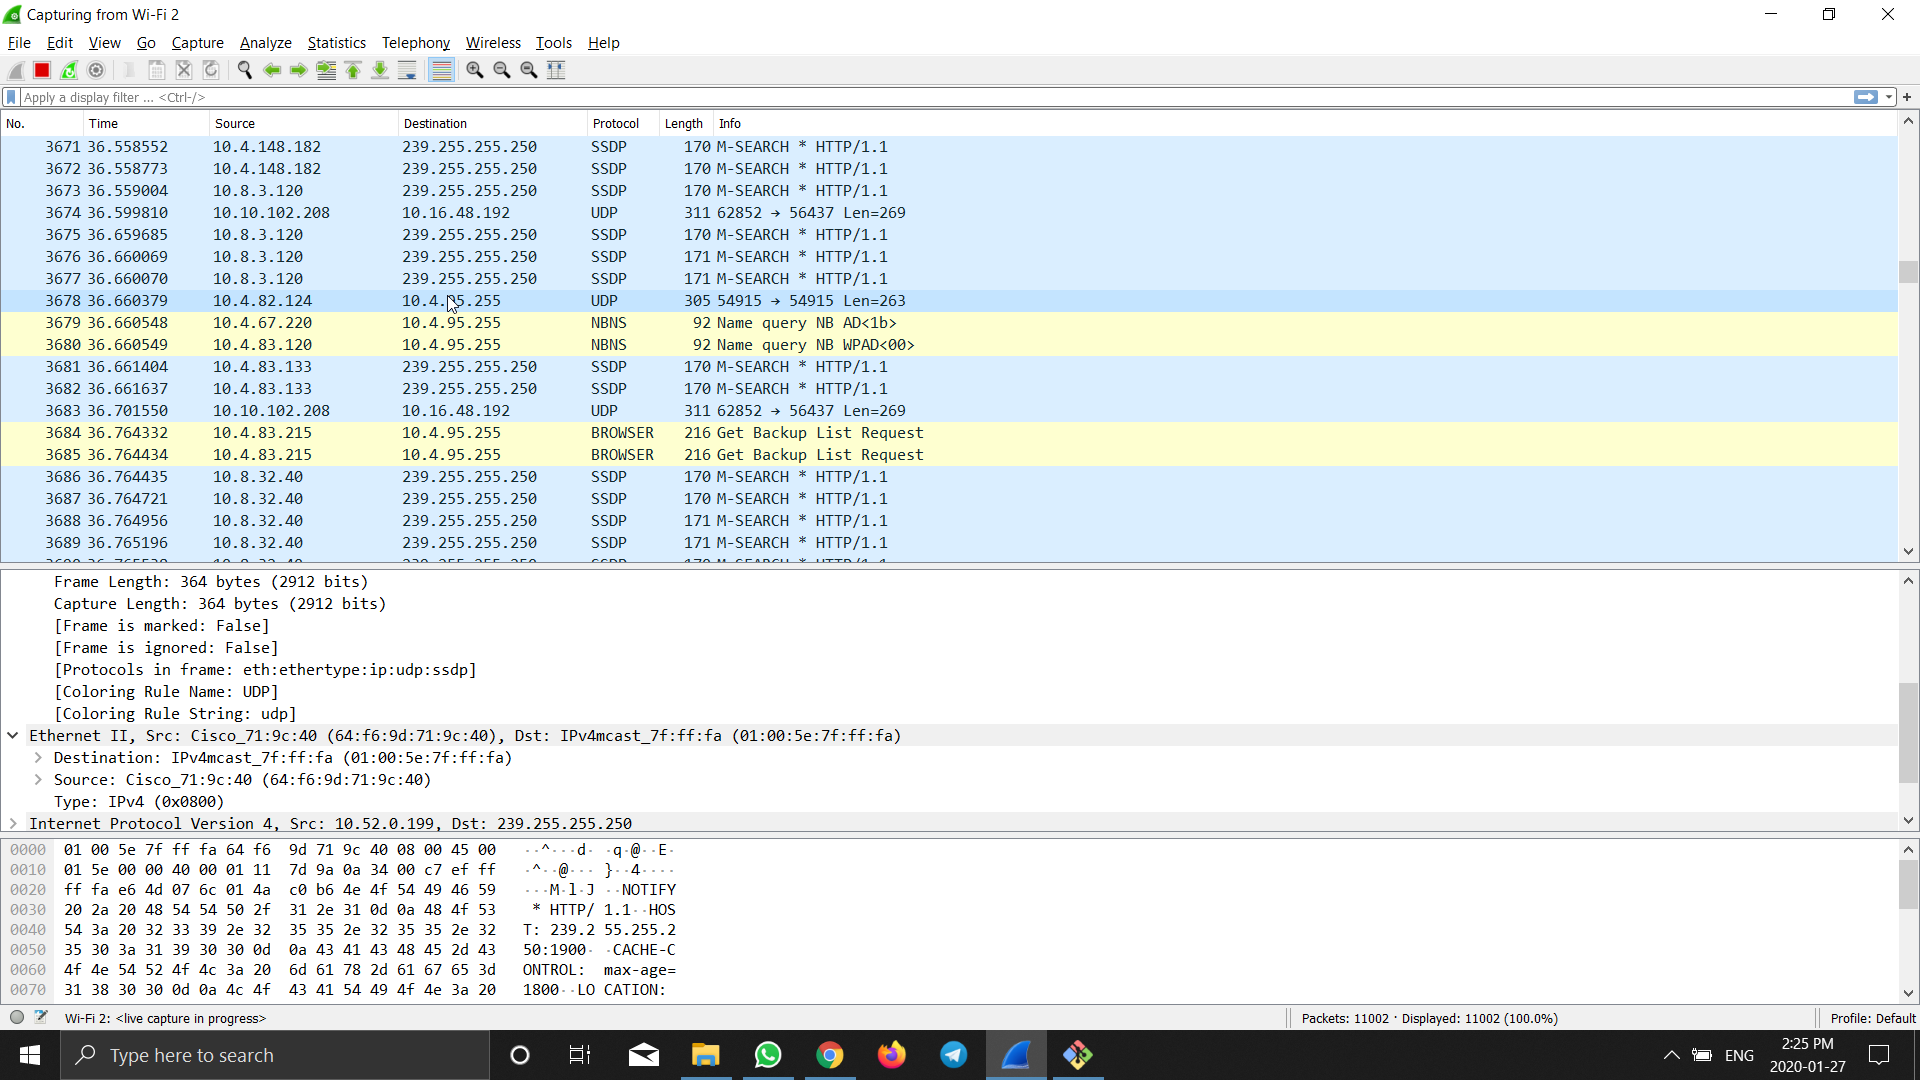 Capturing from Wi-Fi 2
File Edit View Go Capture Analyze Statistics Telephony Wireless Tools Help
Apply a display filter ... <Ctrl-/>
No. Time Source Destination Protocol Length Info
3671 36.558552 10.4.148.182 239.255.255.250 SSDP 170 M-SEARCH * HTTP/1.1
3672 36.558773 10.4.148.182 239.255.255.250 SSDP 170 M-SEARCH * HTTP/1.1
3673 36.559004 10.8.3.120 239.255.255.250 SSDP 170 M-SEARCH * HTTP/1.1
3674 36.599810 10.10.102.208 10.16.48.192 UDP 311 62852 → 56437 Len=269
3675 36.659685 10.8.3.120 239.255.255.250 SSDP 170 M-SEARCH * HTTP/1.1
3676 36.660069 10.8.3.120 239.255.255.250 SSDP 171 M-SEARCH * HTTP/1.1
3677 36.660070 10.8.3.120 239.255.255.250 SSDP 171 M-SEARCH * HTTP/1.1
3678 36.660379 10.4.82.124 10.4.95.255 UDP 305 54915 → 54915 Len=263
3679 36.660548 10.4.67.220 10.4.95.255 NBNS 92 Name query NB AD<1b>
3680 36.660549 10.4.83.120 10.4.95.255 NBNS 92 Name query NB WPAD<00>
3681 36.661404 10.4.83.133 239.255.255.250 SSDP 170 M-SEARCH * HTTP/1.1
3682 36.661637 10.4.83.133 239.255.255.250 SSDP 170 M-SEARCH * HTTP/1.1
3683 36.701550 10.10.102.208 10.16.48.192 UDP 311 62852 → 56437 Len=269
3684 36.764332 10.4.83.215 10.4.95.255 BROWSER 216 Get Backup List Request
3685 36.764434 10.4.83.215 10.4.95.255 BROWSER 216 Get Backup List Request
3686 36.764435 10.8.32.40 239.255.255.250 SSDP 170 M-SEARCH * HTTP/1.1
3687 36.764721 10.8.32.40 239.255.255.250 SSDP 170 M-SEARCH * HTTP/1.1
3688 36.764956 10.8.32.40 239.255.255.250 SSDP 171 M-SEARCH * HTTP/1.1
3689 36.765196 10.8.32.40 239.255.255.250 SSDP 171 M-SEARCH * HTTP/1.1
Frame Length: 364 bytes (2912 bits)
Capture Length: 364 bytes (2912 bits)
[Frame is marked: False]
[Frame is ignored: False]
[Protocols in frame: eth:ethertype:ip:udp:ssdp]
[Coloring Rule Name: UDP]
[Coloring Rule String: udp]
Ethernet II, Src: Cisco_71:9c:40 (64:f6:9d:71:9c:40), Dst: IPv4mcast_7f:ff:fa (01:00:5e:7f:ff:fa)
Destination: IPv4mcast_7f:ff:fa (01:00:5e:7f:ff:fa)
Source: Cisco_71:9c:40 (64:f6:9d:71:9c:40)
Type: IPv4 (0x0800)
Internet Protocol Version 4, Src: 10.52.0.199, Dst: 239.255.255.250
0000 01 00 5e 7f ff fa 64 f6 9d 71 9c 40 08 00 45 00 ··^···d· ·q·@··E·
0010 01 5e 00 00 40 00 01 11 7d 9a 0a 34 00 c7 ef ff ·^··@··· }··4····
0020 ff fa e6 4d 07 6c 01 4a c0 b6 4e 4f 54 49 46 59 ···M·l·J ··NOTIFY
0030 20 2a 20 48 54 54 50 2f 31 2e 31 0d 0a 48 4f 53 * HTTP/ 1.1··HOS
0040 54 3a 20 32 33 39 2e 32 35 35 2e 32 35 35 2e 32 T: 239.2 55.255.2
0050 35 30 3a 31 39 30 30 0d 0a 43 41 43 48 45 2d 43 50:1900· ·CACHE-C
0060 4f 4e 54 52 4f 4c 3a 20 6d 61 78 2d 61 67 65 3d ONTROL: max-age=
0070 31 38 30 30 0d 0a 4c 4f 43 41 54 49 4f 4e 3a 20 1800··LO CATION:
Wi-Fi 2: <live capture in progress> Packets: 11002 · Displayed: 11002 (100.0%) Profile: Default
Type here to search ENG 2:25 PM
2020-01-27